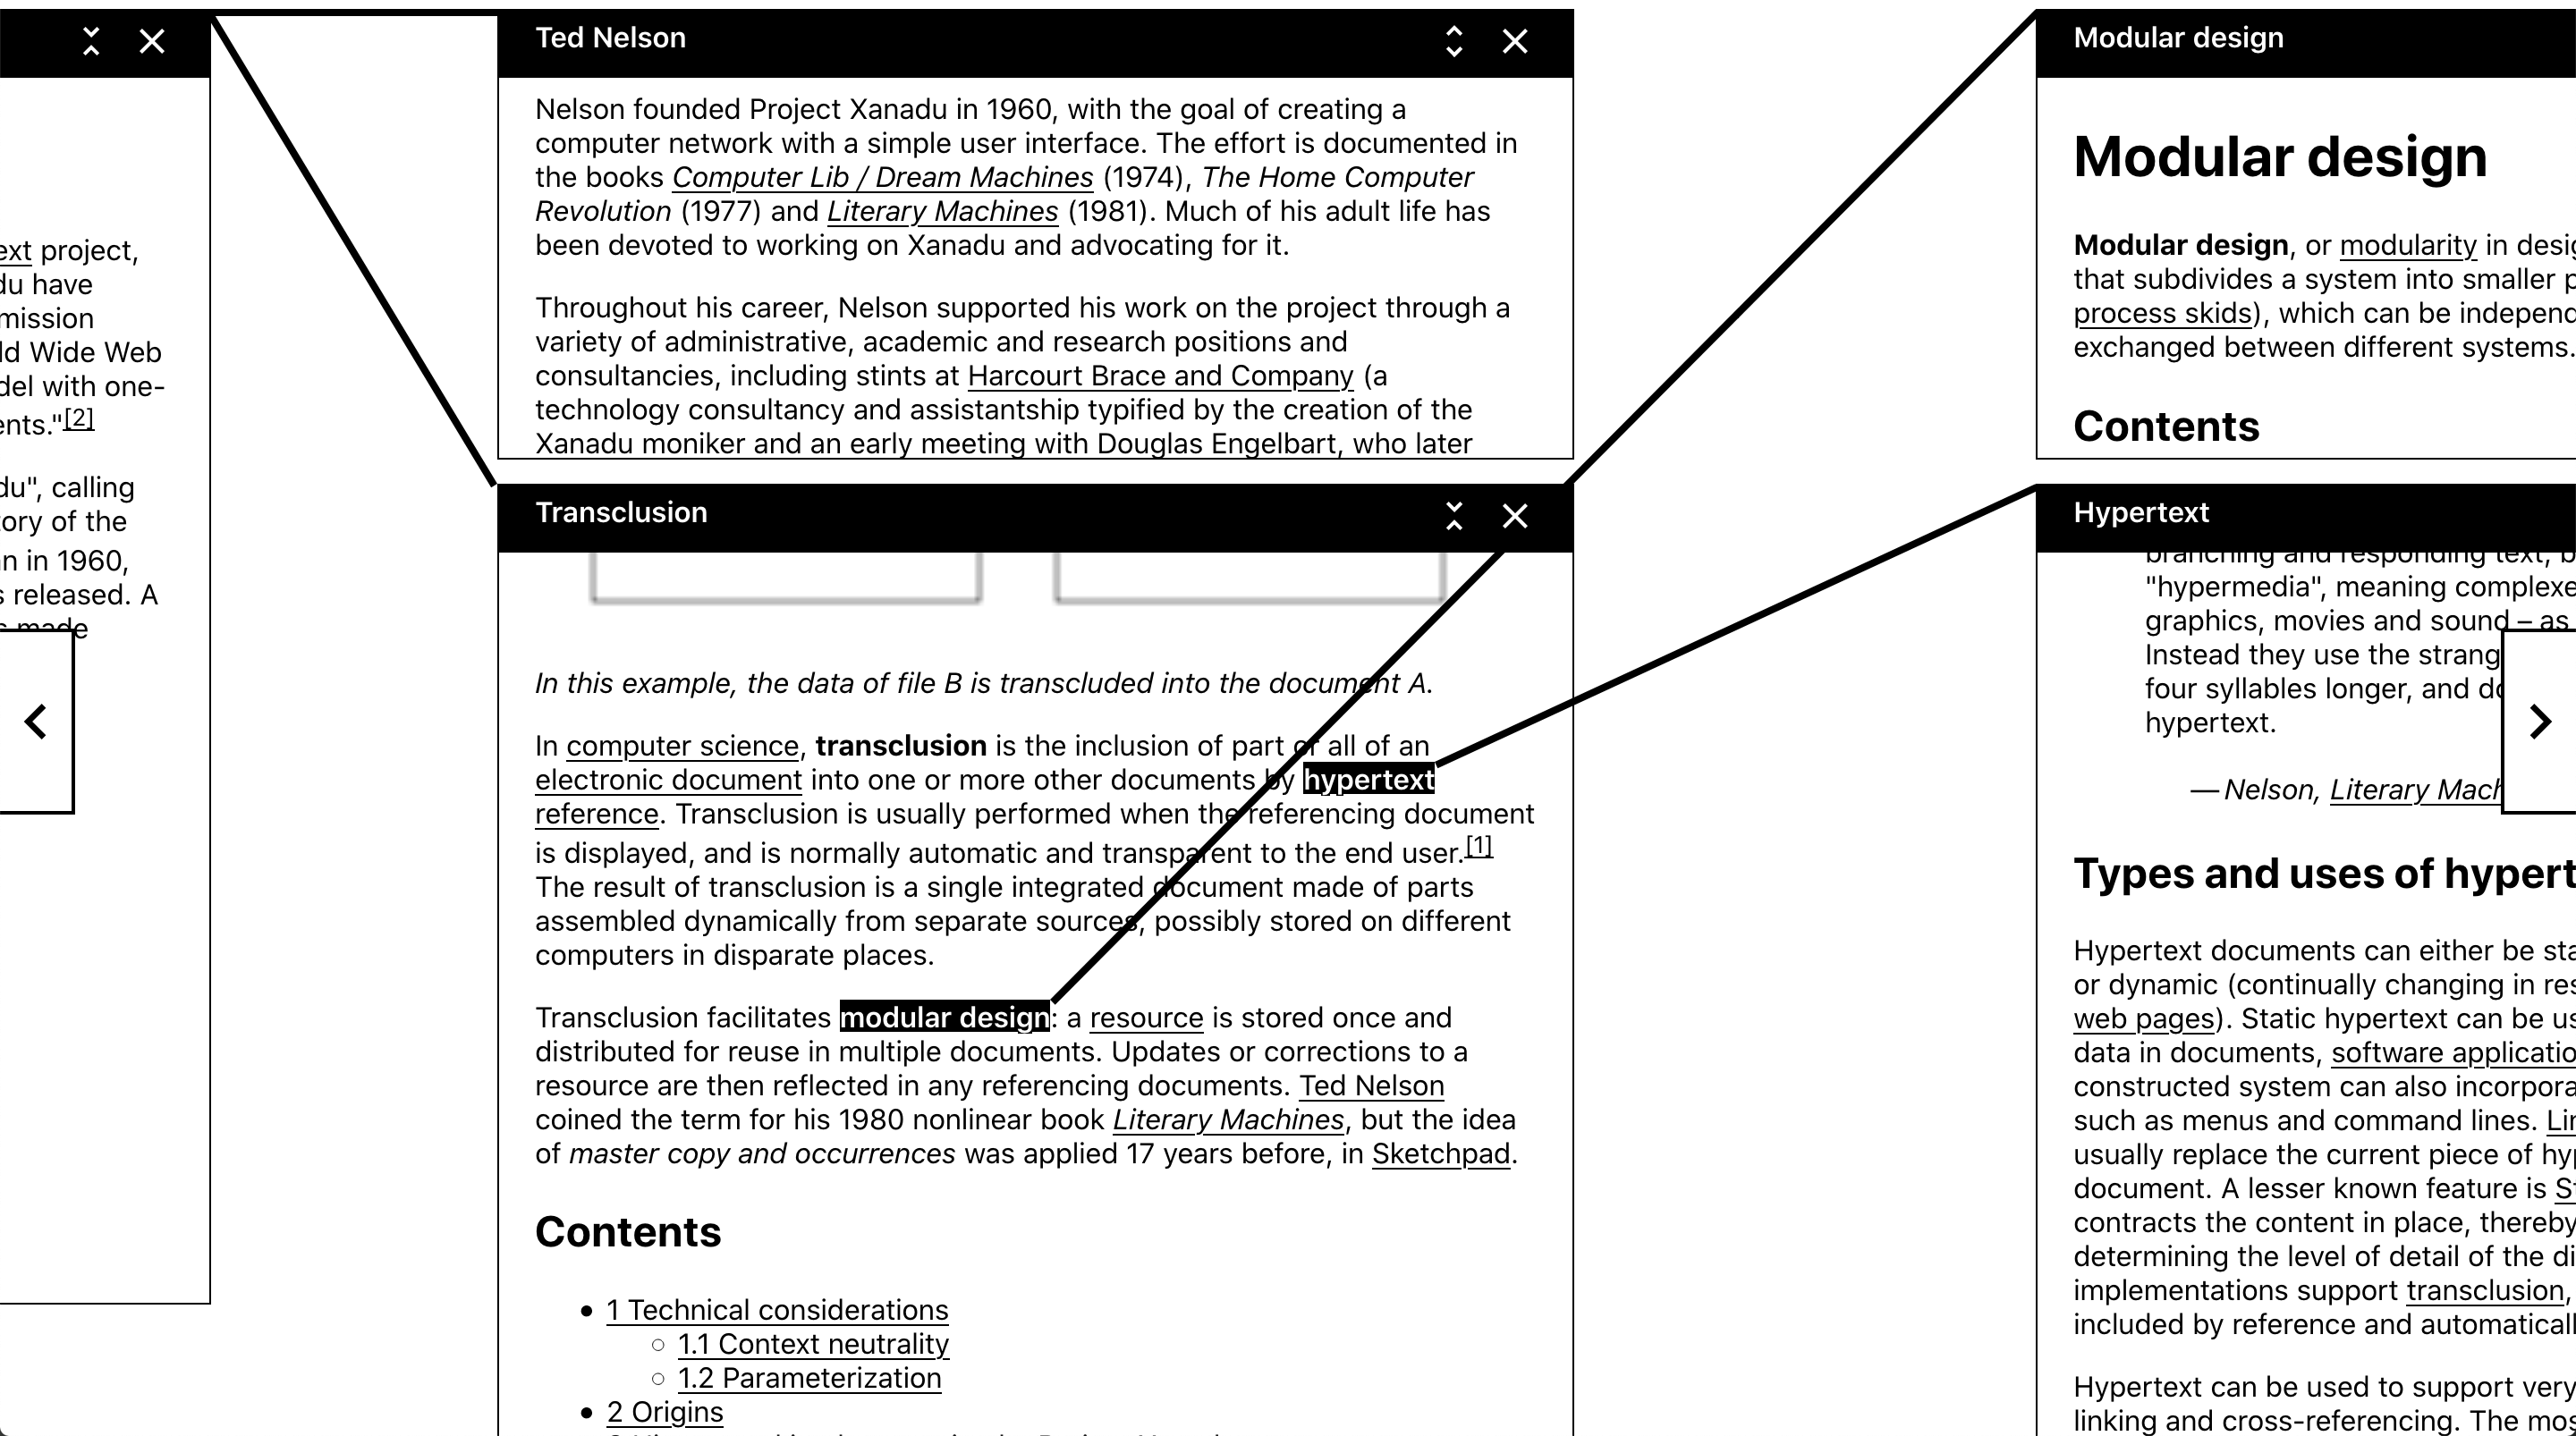 ext project,
du have
mission
ld Wide Web
del with one-
ents."[2]
du", calling
tory of the
n in 1960,
s released. A
s made
Ted Nelson
Nelson founded Project Xanadu in 1960, with the goal of creating a
computer network with a simple user interface. The effort is documented in
the books Computer Lib / Dream Machines (1974), The Home Computer
Revolution (1977) and Literary Machines (1981). Much of his adult life has
been devoted to working on Xanadu and advocating for it.
Throughout his career, Nelson supported his work on the project through a
variety of administrative, academic and research positions and
consultancies, including stints at Harcourt Brace and Company (a
technology consultancy and assistantship typified by the creation of the
Xanadu moniker and an early meeting with Douglas Engelbart, who later
Transclusion
In this example, the data of file B is transcluded into the document A.
In computer science, transclusion is the inclusion of part or all of an
electronic document into one or more other documents by hypertext
reference. Transclusion is usually performed when the referencing document
is displayed, and is normally automatic and transparent to the end user.[1]
The result of transclusion is a single integrated document made of parts
assembled dynamically from separate sources, possibly stored on different
computers in disparate places.
Transclusion facilitates modular design: a resource is stored once and
distributed for reuse in multiple documents. Updates or corrections to a
resource are then reflected in any referencing documents. Ted Nelson
coined the term for his 1980 nonlinear book Literary Machines, but the idea
of master copy and occurrences was applied 17 years before, in Sketchpad.
Contents
• 1 Technical considerations
○ 1.1 Context neutrality
○ 1.2 Parameterization
• 2 Origins
Modular design
Modular design
Modular design, or modularity in desig
that subdivides a system into smaller p
process skids), which can be independ
exchanged between different systems.
Contents
Hypertext
branching and responding text, b
"hypermedia", meaning complexe
graphics, movies and sound – as
Instead they use the strang
four syllables longer, and do
hypertext.
— Nelson, Literary Mach
Types and uses of hypert
Hypertext documents can either be sta
or dynamic (continually changing in res
web pages). Static hypertext can be us
data in documents, software applicatio
constructed system can also incorpora
such as menus and command lines. Lin
usually replace the current piece of hyp
document. A lesser known feature is St
contracts the content in place, thereby
determining the level of detail of the di
implementations support transclusion,
included by reference and automaticall
Hypertext can be used to support very
linking and cross-referencing. The mos